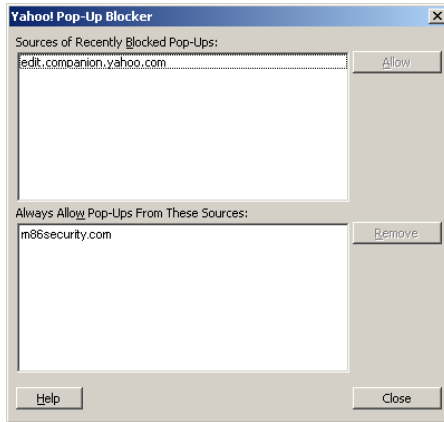 Yahoo! Pop-Up Blocker
Sources of Recently Blocked Pop-Ups:
edit.companion.yahoo.com
Allow
Always Allow Pop-Ups From These Sources:
m86security.com
Remove
Help
Close